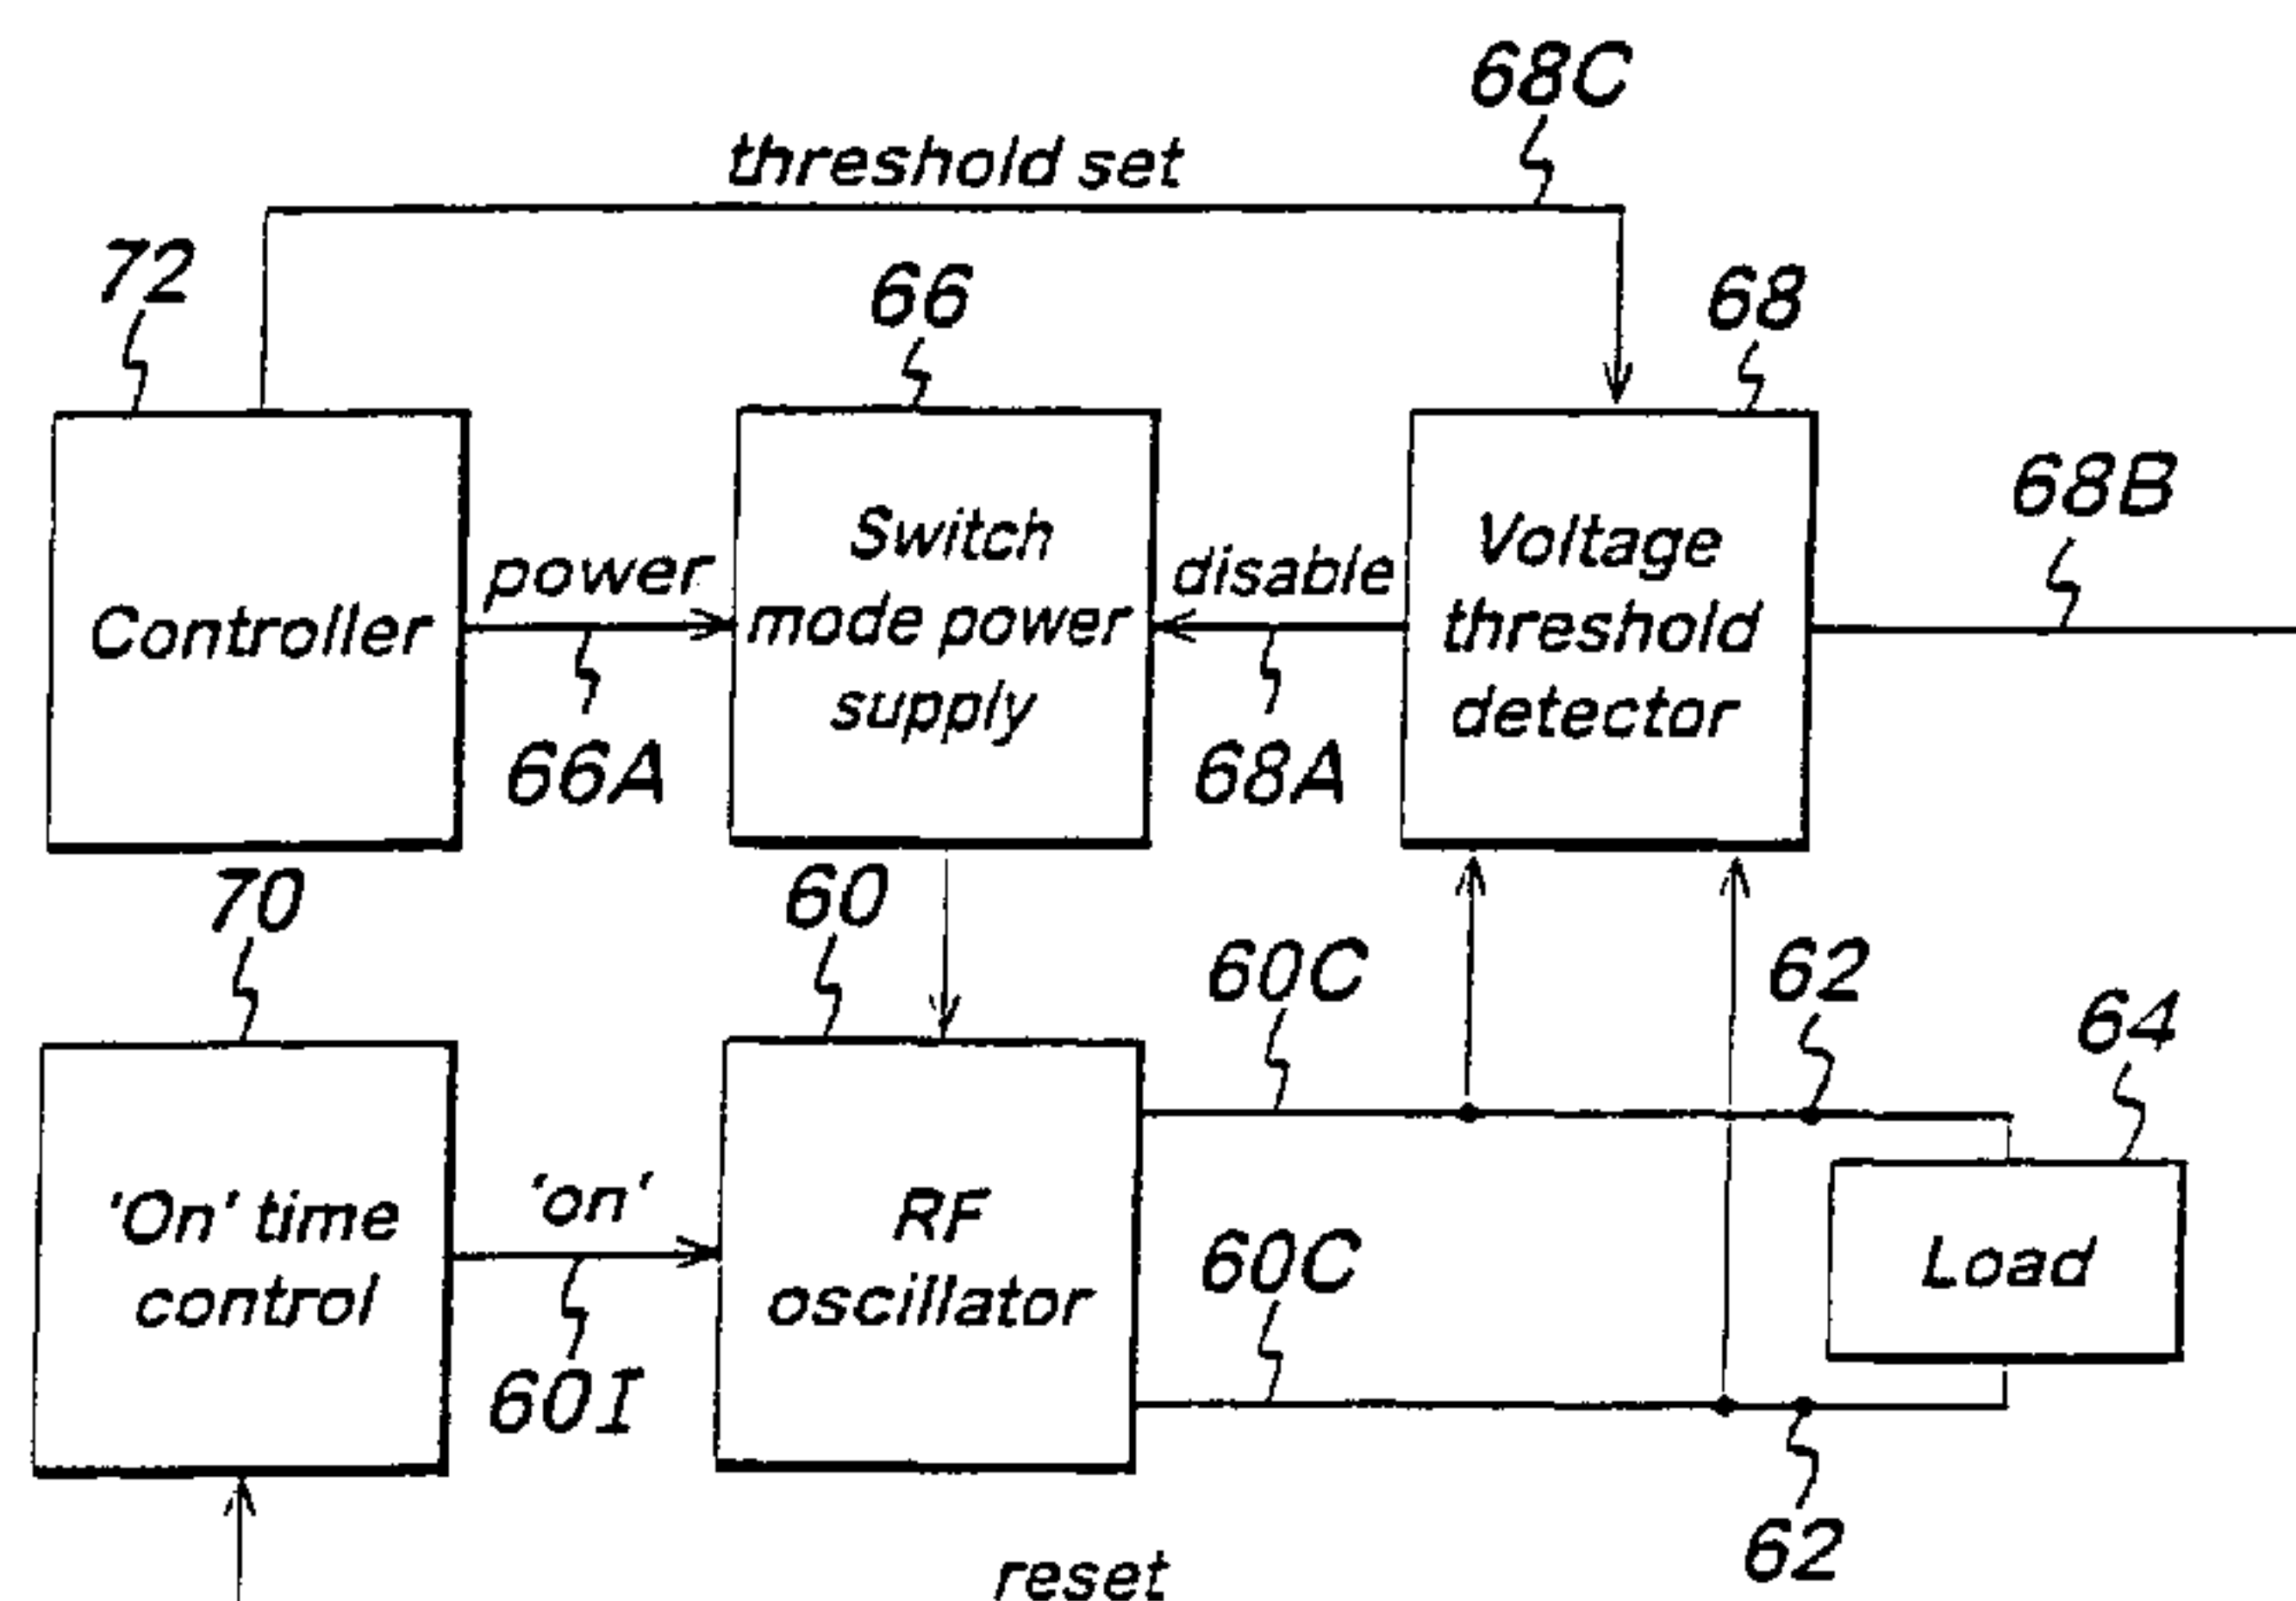 68C
threshold set
72
66
68
68B
Controller
power
66A
Switch
mode power
supply
disable
68A
Voltage
threshold
detector
70
60
60C
62
64
'On' time
control
'on'
60I
RF
oscillator
60C
Load
62
reset